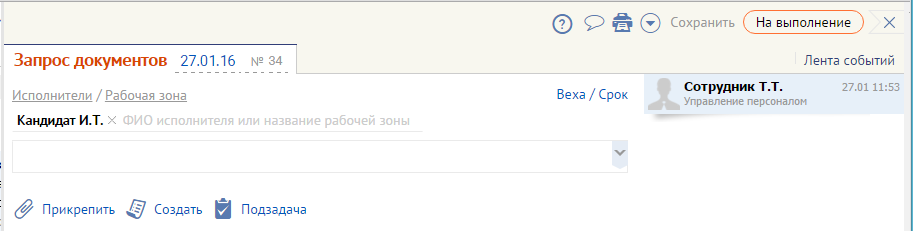 Сохранить На выполнение
Запрос документов 27.01.16 № 34
Лента событий
Исполнители / Рабочая зона
Веха / Срок
Сотрудник Т.Т. 27.01 11:53
Управление персоналом
Кандидат И.Т. ФИО исполнителя или название рабочей зоны
Прикрепить Создать Подзадача